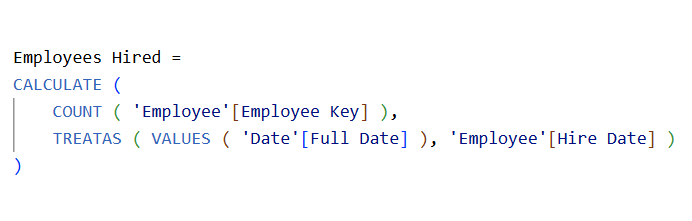 Employees Hired =
CALCULATE (
    COUNT ( 'Employee'[Employee Key] ),
    TREATAS ( VALUES ( 'Date'[Full Date] ), 'Employee'[Hire Date] )
)